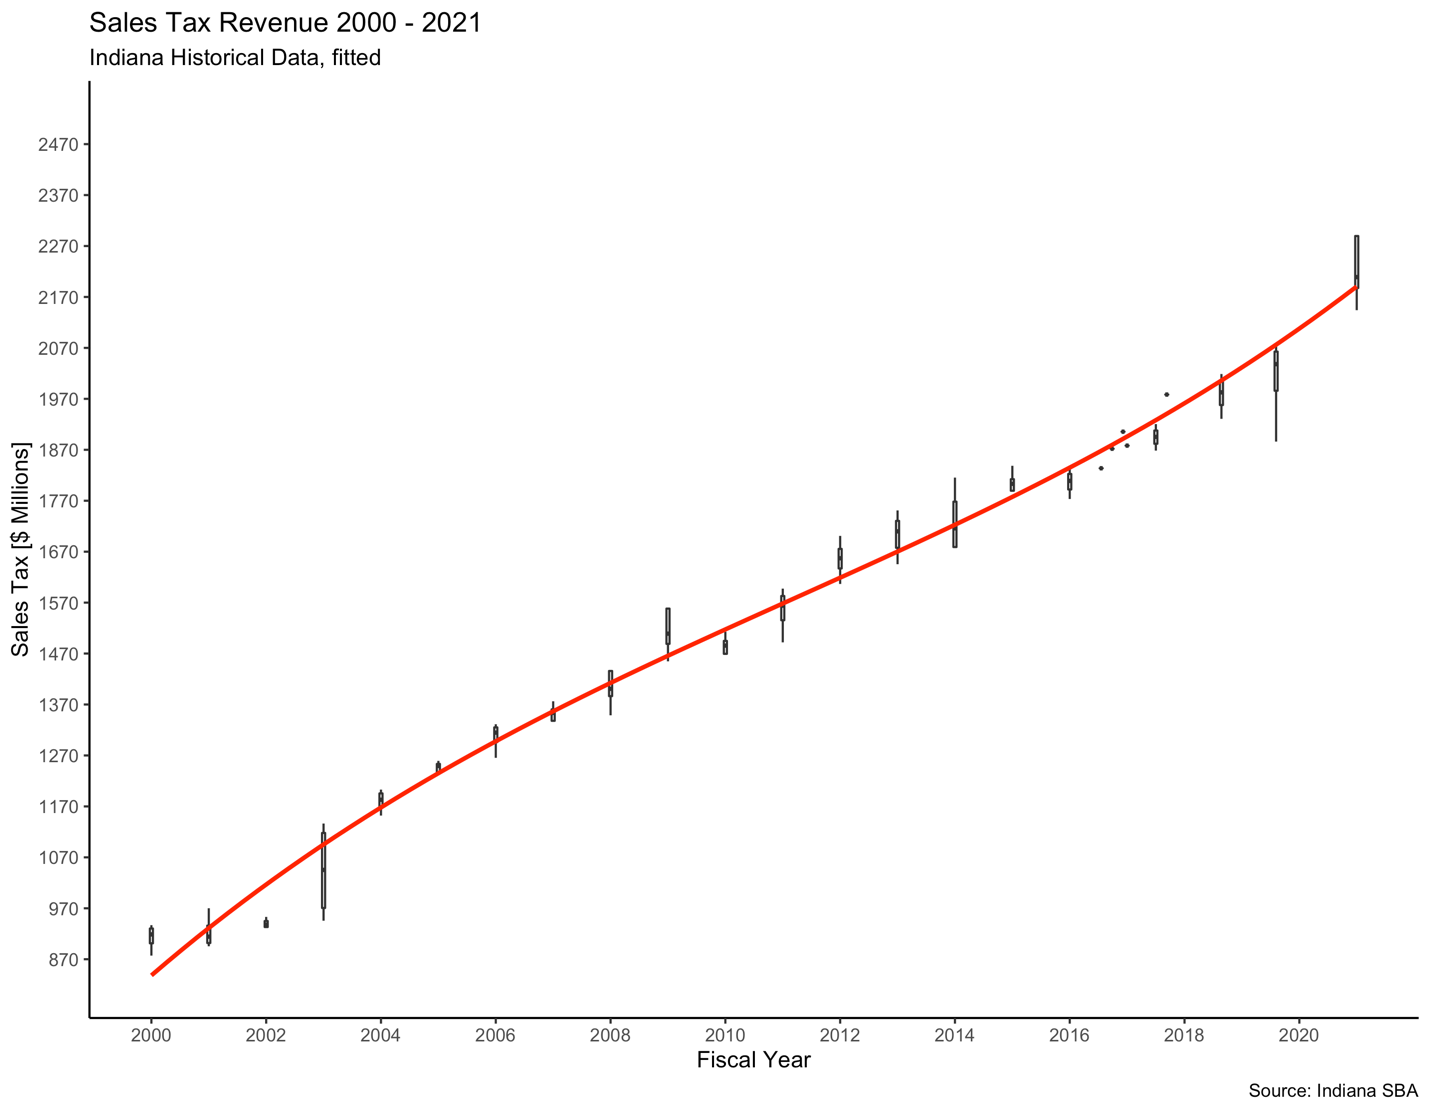 Sales Tax Revenue 2000 - 2021
Indiana Historical Data, fitted
Sales Tax [$ Millions]
2470
2370
2270
2170
2070
1970
1870
1770
1670
1570
1470
1370
1270
1170
1070
970
870
2000 2002 2004 2006 2008 2010 2012 2014 2016 2018 2020
Fiscal Year
Source: Indiana SBA